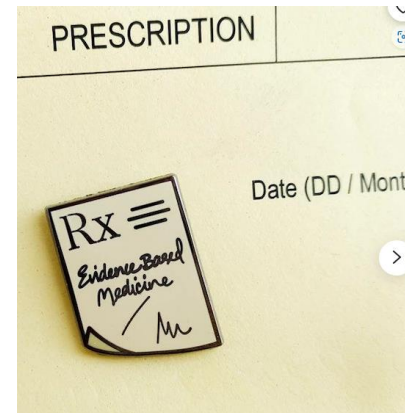 PRESCRIPTION
Date (DD / Mont
Rx
Evidence Based
Medicine